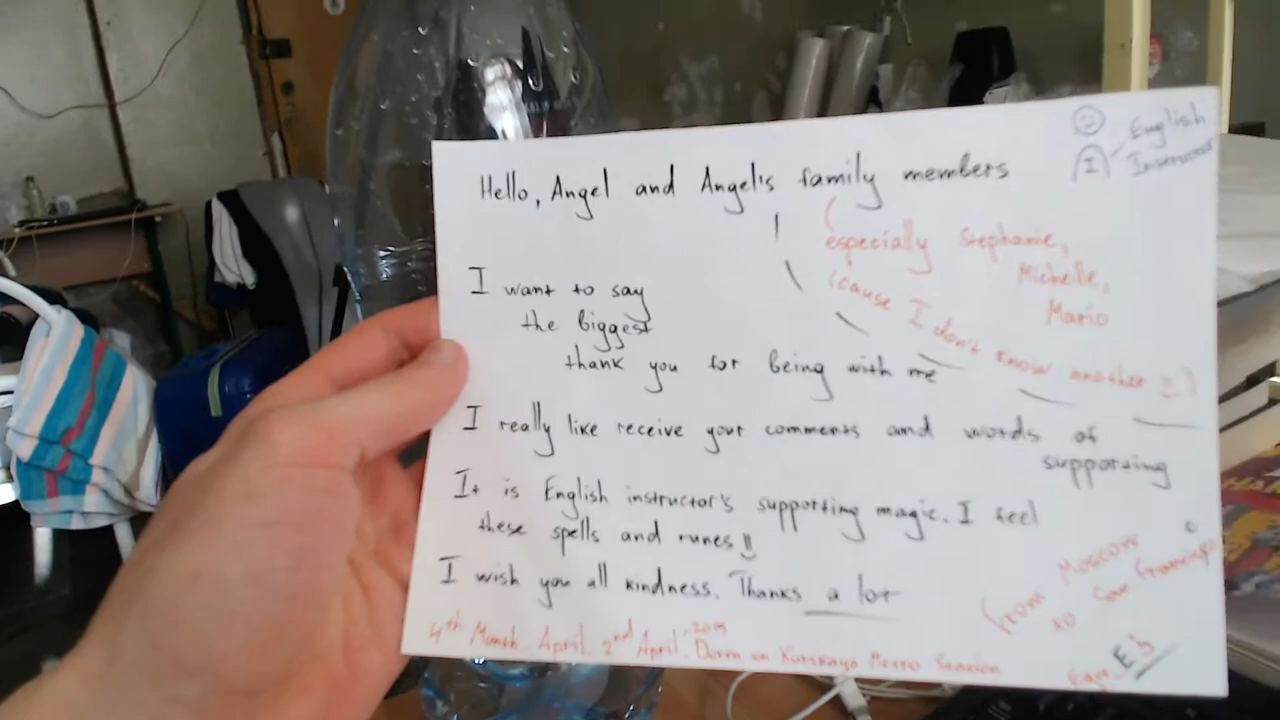 English
Instructor
Hello, Angel and Angel's family members
(especially Stephanie,
Michelle,
Mario
(cause I don't know another :)
I want to say
the biggest
thank you for being with me
I really like receive your comments and words of
supporting
It is English instructor's supporting magic. I feel
these spells and runes!!
I wish you all kindness. Thanks a lot
from Moscow
to San Francisco
4th Month. April. 2nd April. 2019
Dorm on Kurskaya Metro Station
E's